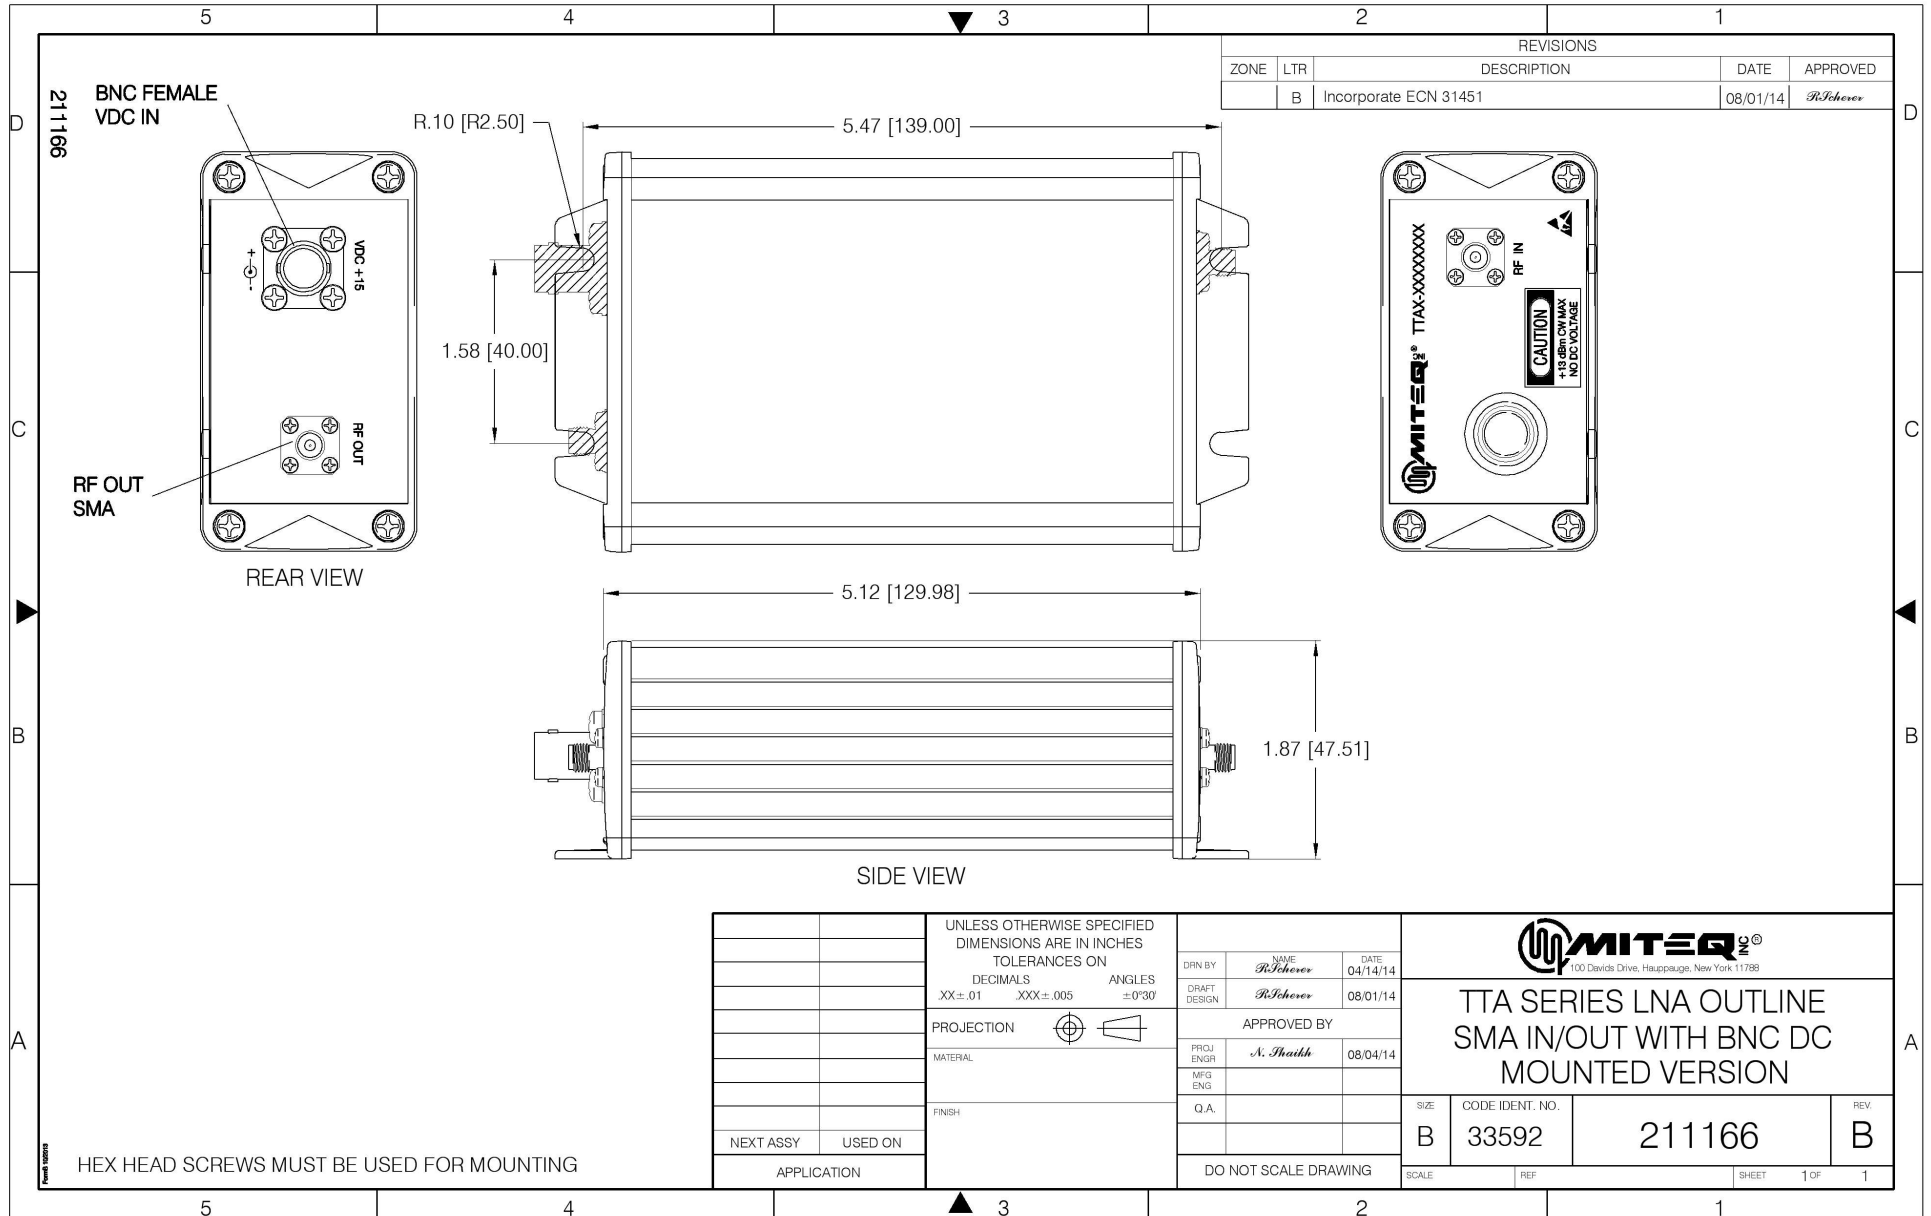 5 4 3 2 1
REVISIONS
ZONE LTR DESCRIPTION DATE APPROVED
B Incorporate ECN 31451 08/01/14 RScherer
D
D
211166
BNC FEMALE
VDC IN
R.10 [R2.50]
5.47 [139.00]
VDC +15
+
-
1.58 [40.00]
RF OUT
RF OUT
SMA
REAR VIEW
RF IN
TTAX-XXXXXXXX
CAUTION
+13 dBm CW MAX
NO DC VOLTAGE
MITEQ INC ®
C
C
5.12 [129.98]
1.87 [47.51]
B
B
SIDE VIEW
A
A
HEX HEAD SCREWS MUST BE USED FOR MOUNTING
NEXT ASSY USED ON
APPLICATION
UNLESS OTHERWISE SPECIFIED
DIMENSIONS ARE IN INCHES
TOLERANCES ON
DECIMALS ANGLES
.XX±.01 .XXX±.005 ±0°30'
PROJECTION
MATERIAL
FINISH
DRN BY NAME RScherer DATE 04/14/14
DRAFT DESIGN RScherer 08/01/14
APPROVED BY
PROJ ENGR N. Shaikh 08/04/14
MFG ENG
Q.A.
DO NOT SCALE DRAWING
MITEQ INC ®
100 Davids Drive, Hauppauge, New York 11788
TTA SERIES LNA OUTLINE
SMA IN/OUT WITH BNC DC
MOUNTED VERSION
SIZE CODE IDENT. NO. REV.
B 33592 211166 B
SCALE REF SHEET 1 OF 1
5 4 3 2 1